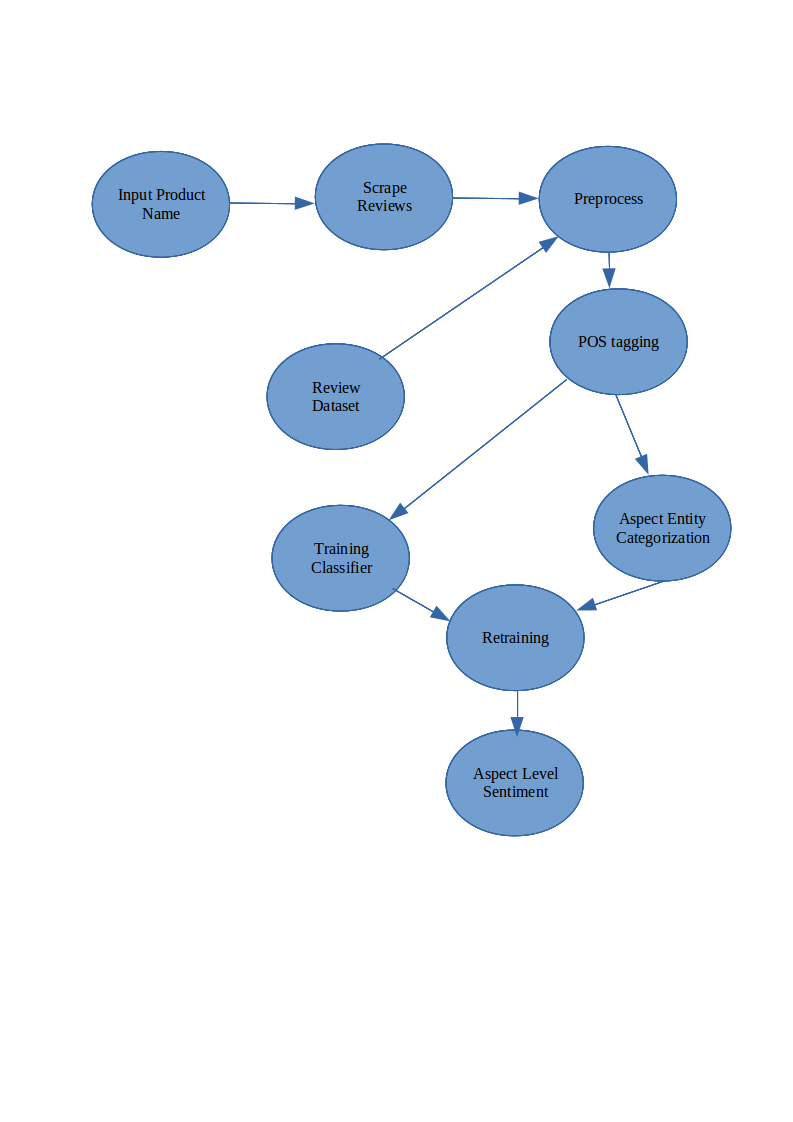 Input Product
Name
Scrape
Reviews
Preprocess
POS tagging
Review
Dataset
Aspect Entity
Categorization
Training
Classifier
Retraining
Aspect Level
Sentiment